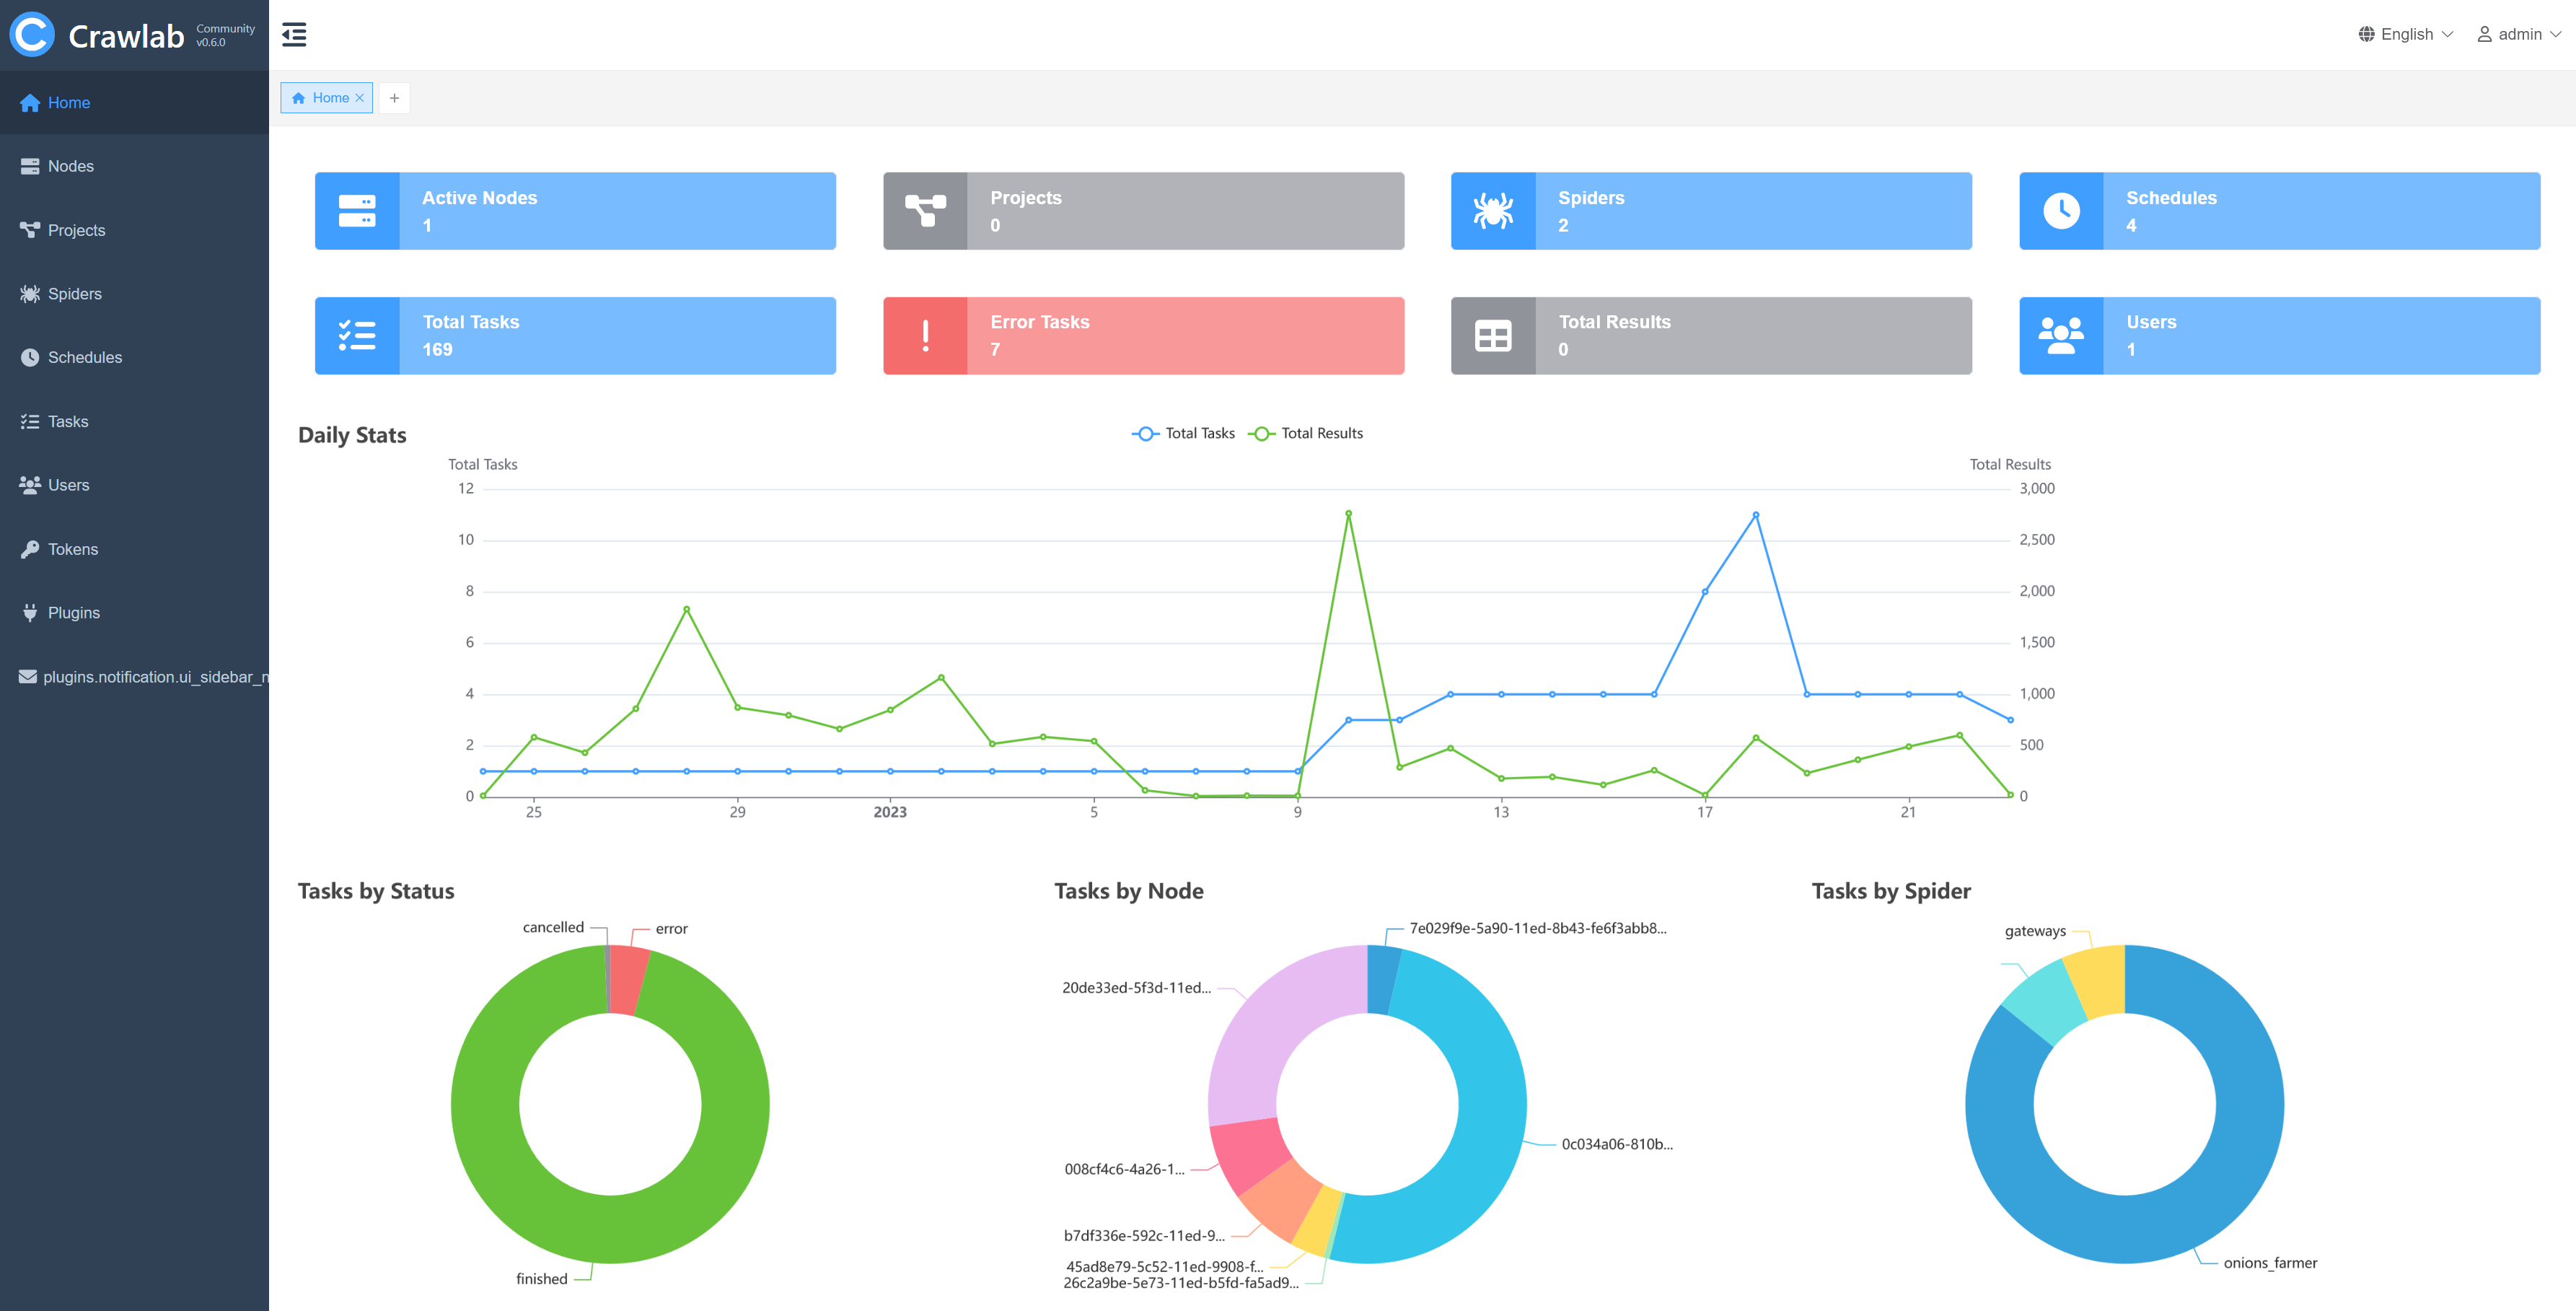 Crawlab Community v0.6.0
English
admin
Home
Nodes
Projects
Spiders
Schedules
Tasks
Users
Tokens
Plugins
plugins.notification.ui_sidebar_n
Home
+
Active Nodes
1
Projects
0
Spiders
2
Schedules
4
Total Tasks
169
Error Tasks
7
Total Results
0
Users
1
Daily Stats
Total Tasks Total Results
Total Tasks
Total Results
12
10
8
6
4
2
0
3,000
2,500
2,000
1,500
1,000
500
0
25 29 2023 5 9 13 17 21
Tasks by Status
cancelled
error
finished
Tasks by Node
7e029f9e-5a90-11ed-8b43-fe6f3abb8...
20de33ed-5f3d-11ed...
0c034a06-810b...
008cf4c6-4a26-1...
b7df336e-592c-11ed-9...
45ad8e79-5c52-11ed-9908-f...
26c2a9be-5e73-11ed-b5fd-fa5ad9...
Tasks by Spider
gateways
onions_farmer